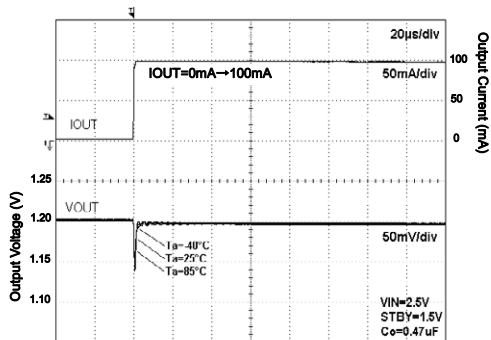 20µs/div
IOUT=0mA→100mA
50mA/div
IOUT
100
50
0
Output Current (mA)
1.25
1.20
1.15
1.10
Output Voltage (V)
VOUT
50mV/div
Ta=-40°C
Ta=25°C
Ta=85°C
VIN=2.5V
STBY=1.5V
Co=0.47uF